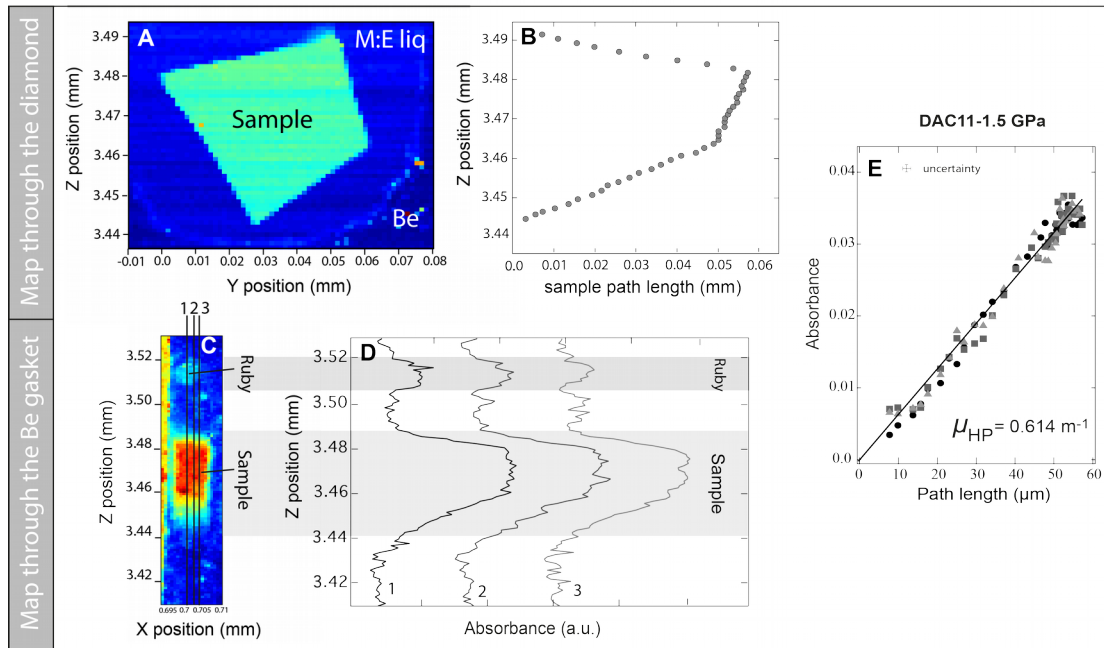 Map through the diamond
A
M:E liq
Sample
Be
3.49
3.48
3.47
3.46
3.45
3.44
Z position (mm)
-0.01 0.0 0.01 0.02 0.03 0.04 0.05 0.06 0.07 0.08
Y position (mm)
B
3.49
3.48
3.47
3.46
3.45
3.44
Z position (mm)
0.0 0.01 0.02 0.03 0.04 0.05 0.06
sample path length (mm)
Map through the Be gasket
123
C
Ruby
Sample
3.52
3.50
3.48
3.46
3.44
3.42
Z position (mm)
0.695 0.7 0.705 0.71
X position (mm)
D
Ruby
Sample
3.52
3.50
3.48
3.46
3.44
3.42
Z position (mm)
1 2 3
Absorbance (a.u.)
DAC11-1.5 GPa
E
uncertainty
0.04
0.03
0.02
0.01
0.0
Absorbance
μHP= 0.614 m-1
0 10 20 30 40 50 60
Path length (μm)